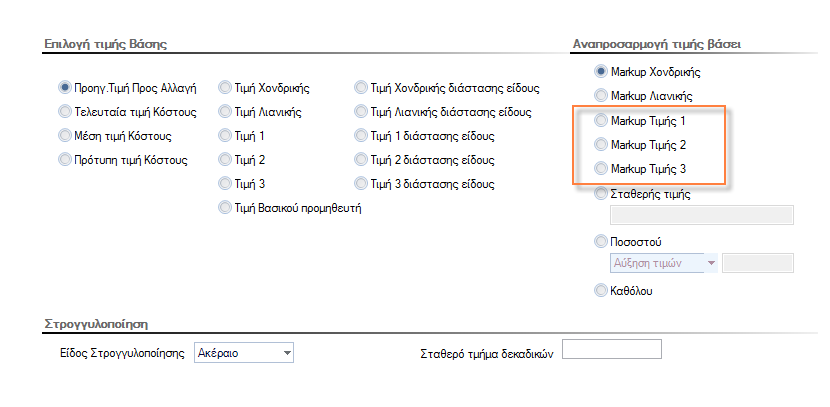 Επιλογή τιμής Βάσης
Αναπροσαρμογή τιμής βάσει
Προηγ.Τιμή Προς Αλλαγή
Τιμή Χονδρικής
Τιμή Χονδρικής διάστασης είδους
Markup Χονδρικής
Τελευταία τιμή Κόστους
Τιμή Λιανικής
Τιμή Λιανικής διάστασης είδους
Markup Λιανικής
Μέση τιμή Κόστους
Τιμή 1
Τιμή 1 διάστασης είδους
Markup Τιμής 1
Πρότυπη τιμή Κόστους
Τιμή 2
Τιμή 2 διάστασης είδους
Markup Τιμής 2
Τιμή 3
Τιμή 3 διάστασης είδους
Markup Τιμής 3
Τιμή Βασικού προμηθευτή
Σταθερής τιμής
Ποσοστού
Αύξηση τιμών
Καθόλου
Στρογγυλοποίηση
Είδος Στρογγυλοποίησης
Ακέραιο
Σταθερό τμήμα δεκαδικών